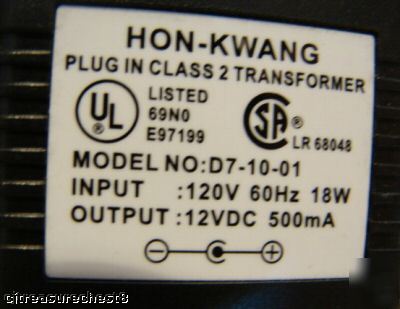 HON-KWANG
PLUG IN CLASS 2 TRANSFORMER
UL
LISTED
69N0
E97199
SA
LR 68048
MODEL NO:D7-10-01
INPUT :120V 60Hz 18W
OUTPUT :12VDC 500mA
cjtreasurechest8